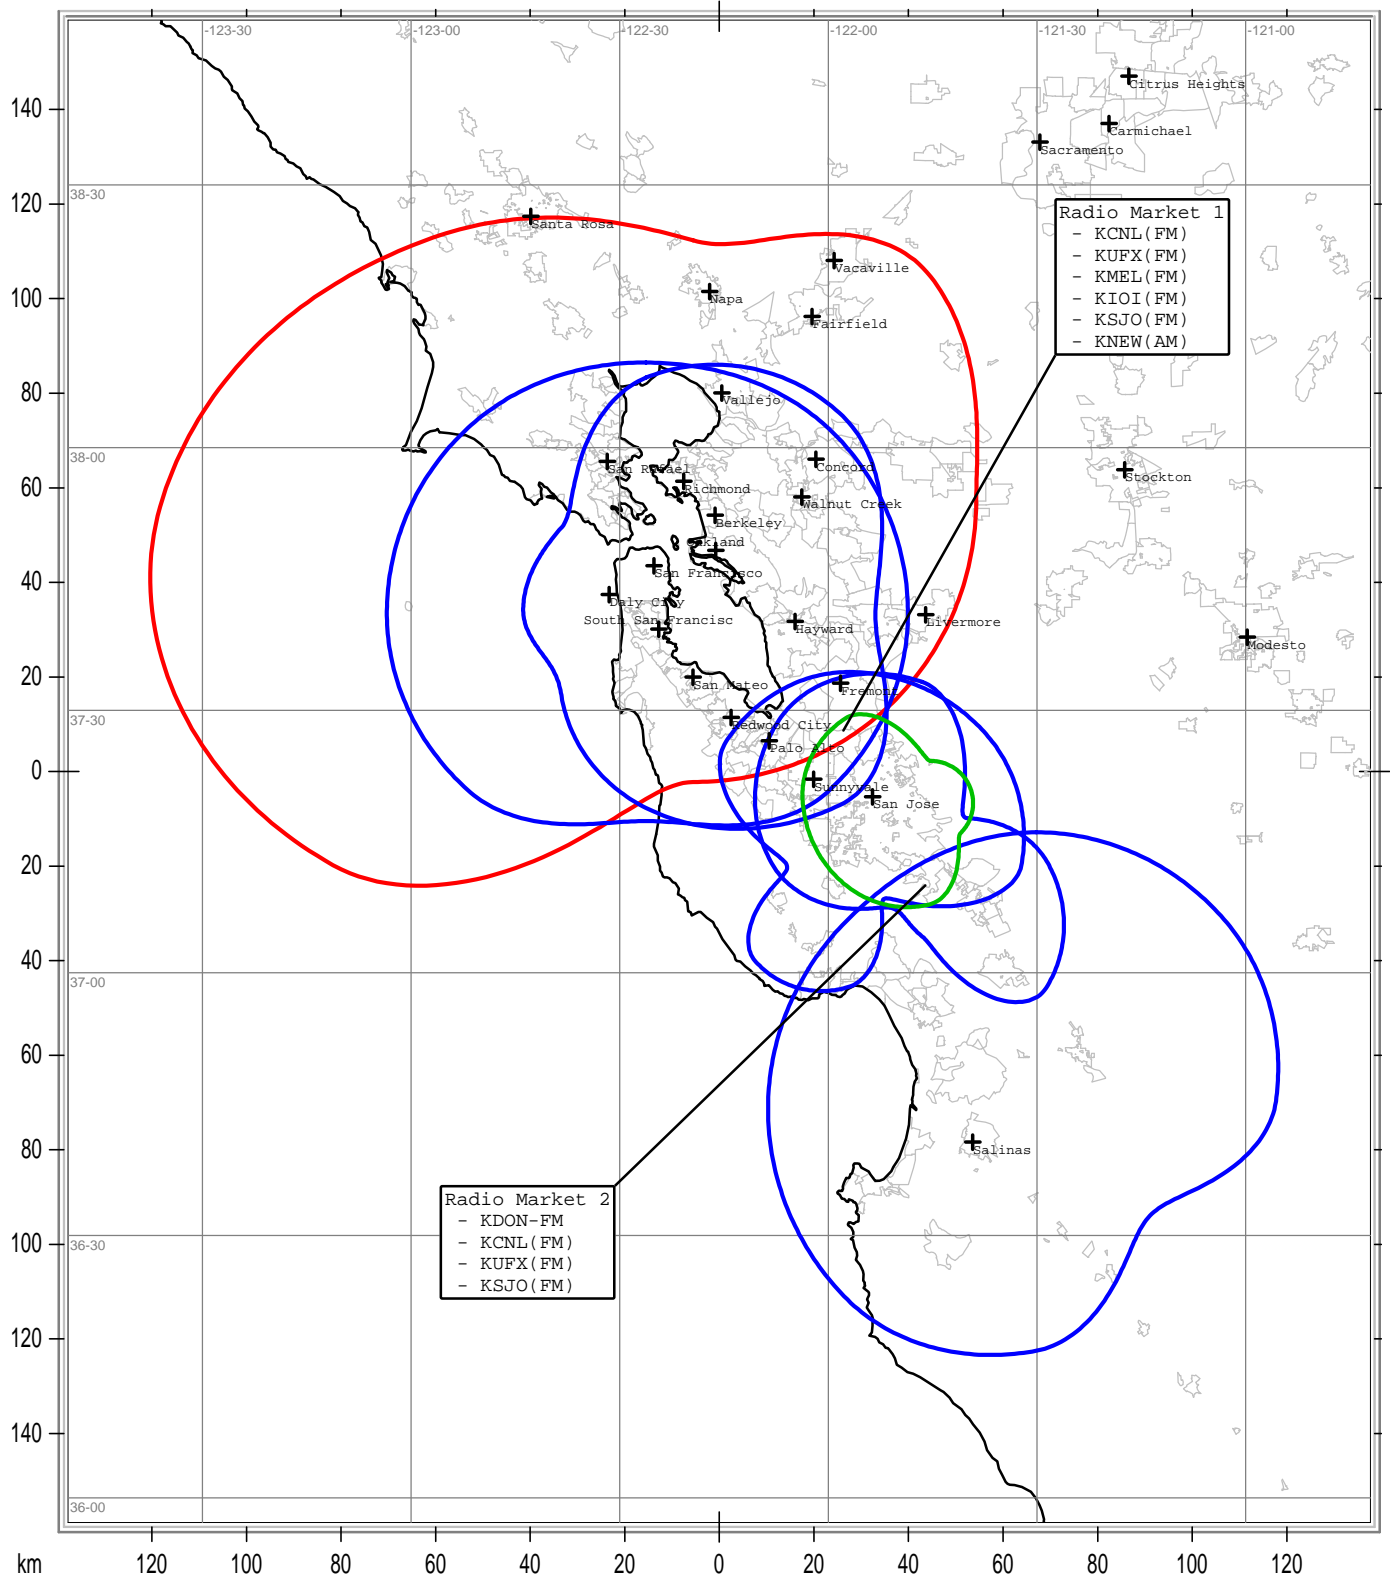 -123-30
-123-00
-122-30
-122-00
-121-30
-121-00
Citrus Heights
140
Carmichael
Sacramento
38-30
120
Santa Rosa
Radio Market 1
- KCNL(FM)
- KUFX(FM)
- KMEL(FM)
- KIOI(FM)
- KSJO(FM)
- KNEW(AM)
Vacaville
100
Napa
Fairfield
80
Vallejo
38-00
San Rafael
Concord
Stockton
60
Richmond
Walnut Creek
Berkeley
Oakland
40
San Francisco
Daly City
South San Francisc
Hayward
Livermore
Modesto
20
San Mateo
Fremont
37-30
Redwood City
Palo Alto
0
Sunnyvale
San Jose
20
40
37-00
60
80
Salinas
Radio Market 2
- KDON-FM
- KCNL(FM)
- KUFX(FM)
- KSJO(FM)
100
36-30
120
140
36-00
km 120 100 80 60 40 20 0 20 40 60 80 100 120